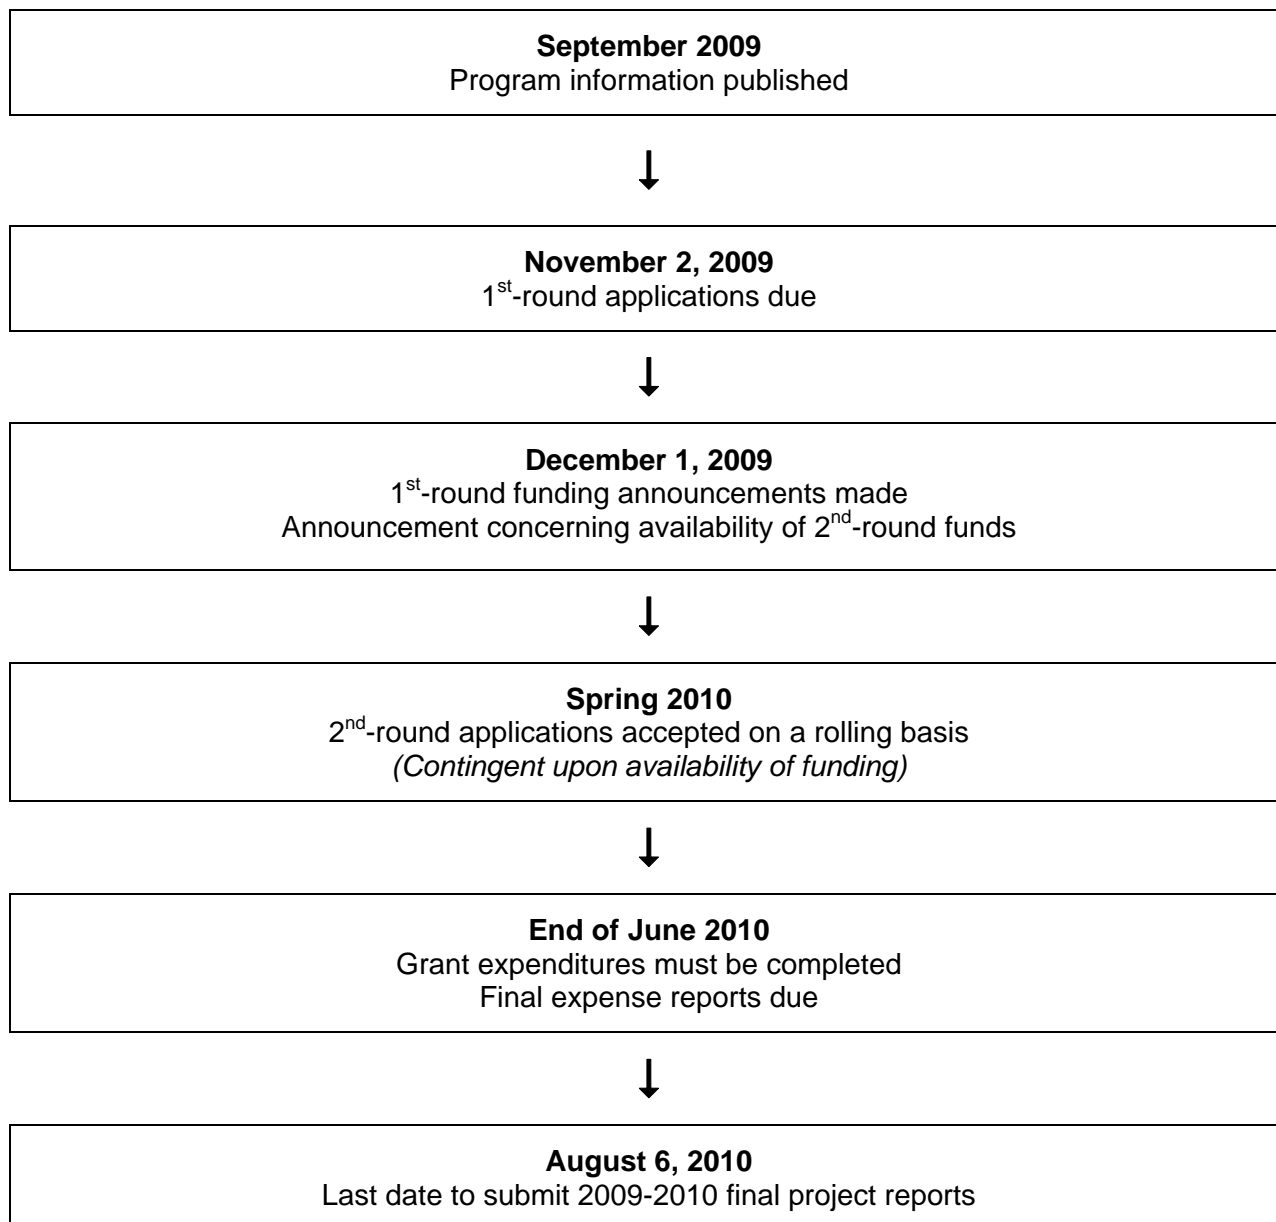 September 2009
Program information published
November 2, 2009
1st-round applications due
December 1, 2009
1st-round funding announcements made
Announcement concerning availability of 2nd-round funds
Spring 2010
2nd-round applications accepted on a rolling basis
(Contingent upon availability of funding)
End of June 2010
Grant expenditures must be completed
Final expense reports due
August 6, 2010
Last date to submit 2009-2010 final project reports